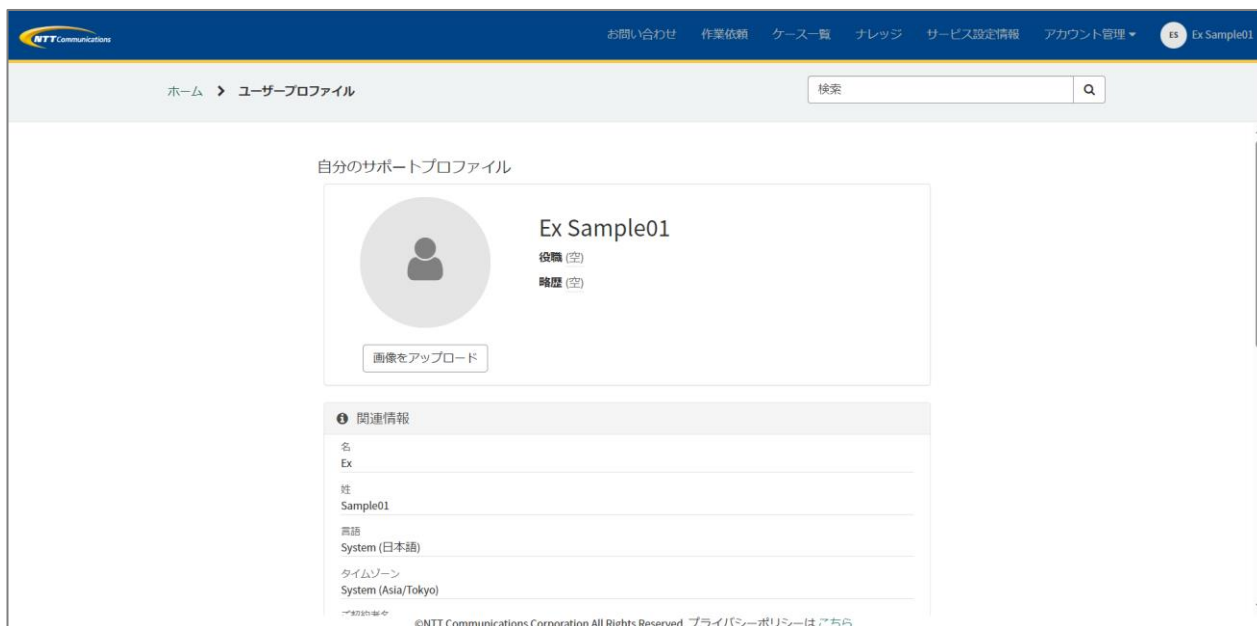 NTT Communications
お問い合わせ 作業依頼 ケース一覧 ナレッジ サービス設定情報 アカウント管理 ES Ex Sample01
ホーム > ユーザープロファイル 検索
自分のサポートプロファイル
Ex Sample01
役職 (空)
略歴 (空)
画像をアップロード
関連情報
名
Ex
姓
Sample01
言語
System (日本語)
タイムゾーン
System (Asia/Tokyo)
ご契約者名
©NTT Communications Corporation All Rights Reserved プライバシーポリシーは こちら